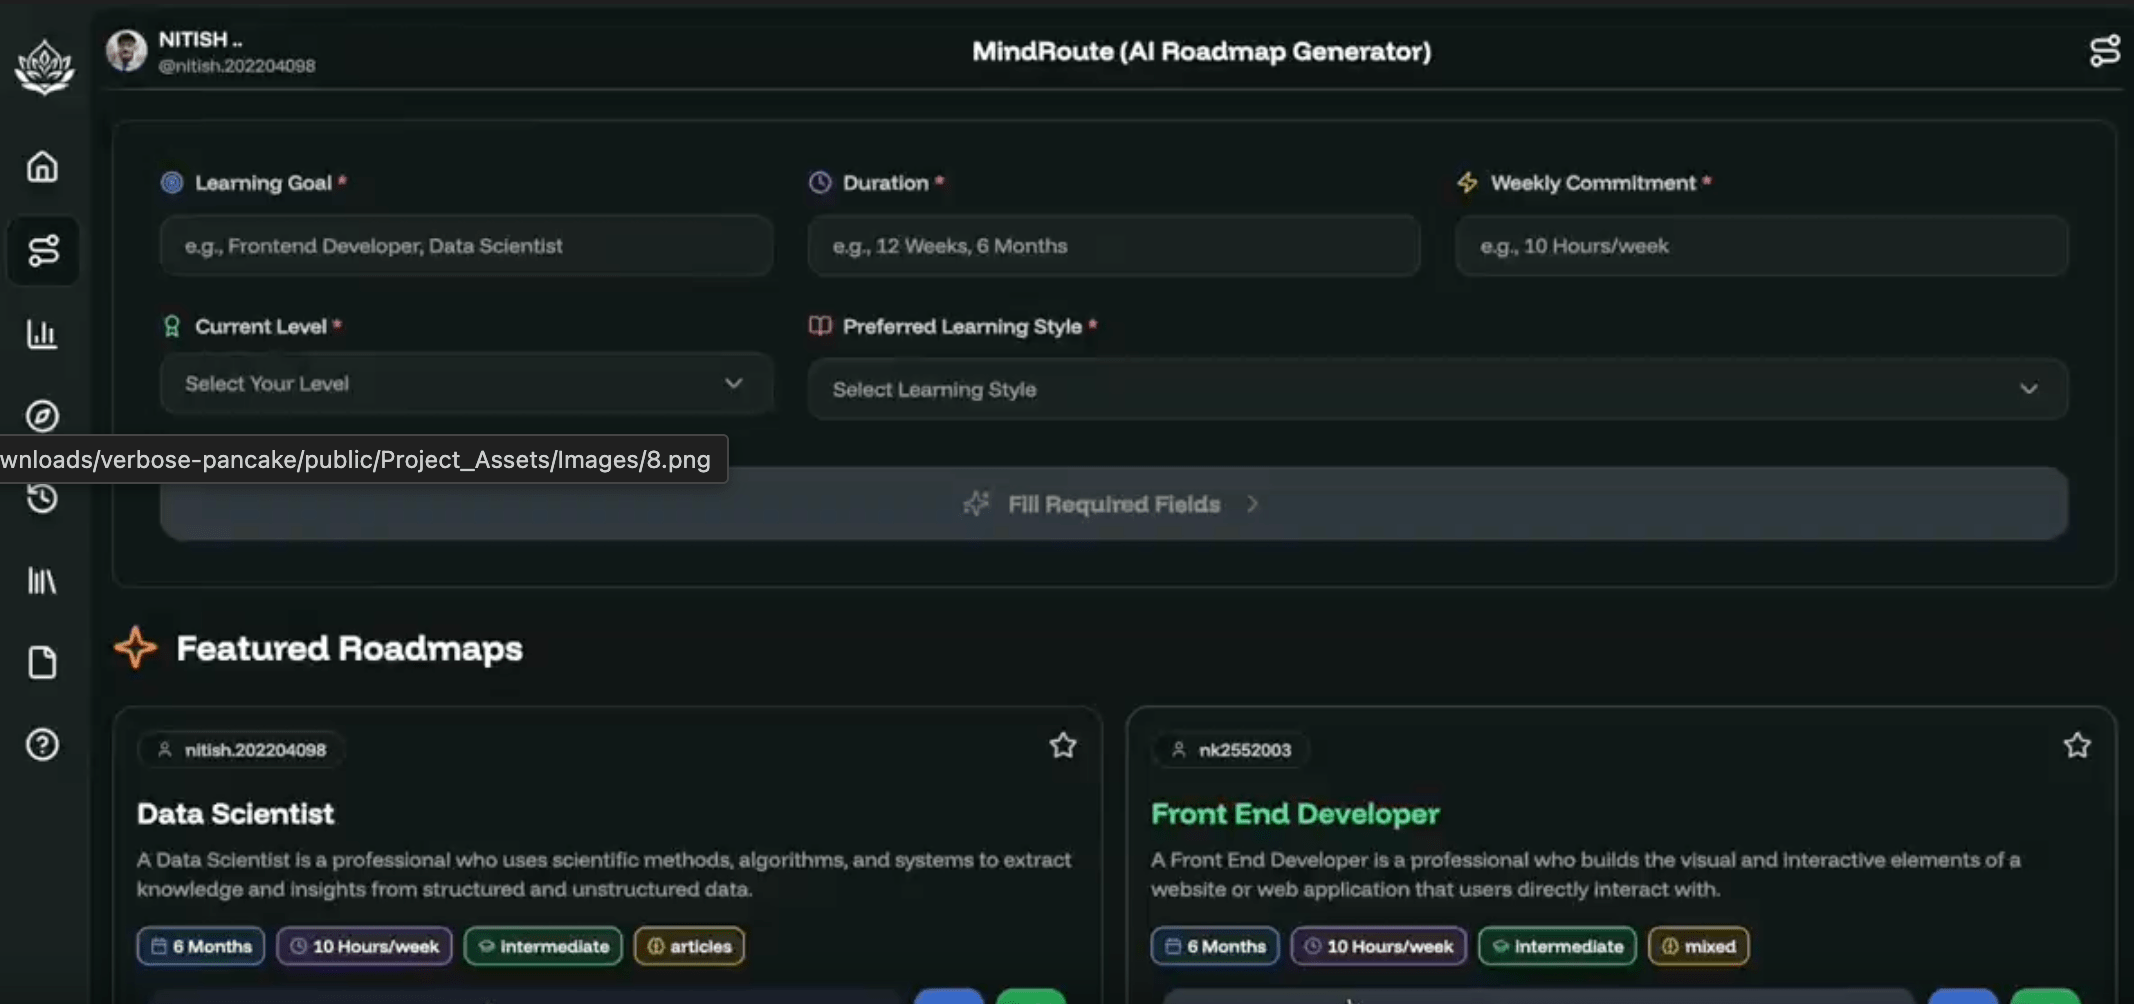 NITISH ..
@nitish.202204098
MindRoute (AI Roadmap Generator)
Learning Goal *
Duration *
Weekly Commitment *
e.g., Frontend Developer, Data Scientist
e.g., 12 Weeks, 6 Months
e.g., 10 Hours/week
Current Level *
Preferred Learning Style *
Select Your Level
Select Learning Style
wnloads/verbose-pancake/public/Project_Assets/Images/8.png
Fill Required Fields
Featured Roadmaps
nitish.202204098
Data Scientist
A Data Scientist is a professional who uses scientific methods, algorithms, and systems to extract
knowledge and insights from structured and unstructured data.
6 Months
10 Hours/week
intermediate
articles
nk2552003
Front End Developer
A Front End Developer is a professional who builds the visual and interactive elements of a
website or web application that users directly interact with.
6 Months
10 Hours/week
intermediate
mixed